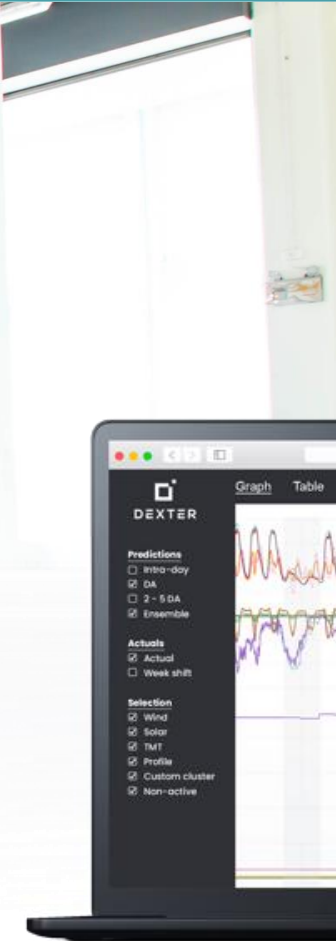 Graph Table
DEXTER
Predictions
Intra-day
DA
2 - 5 DA
Ensemble
Actuals
Actual
Week shift
Selection
Wind
Solar
TMT
Profile
Custom cluster
Non-active